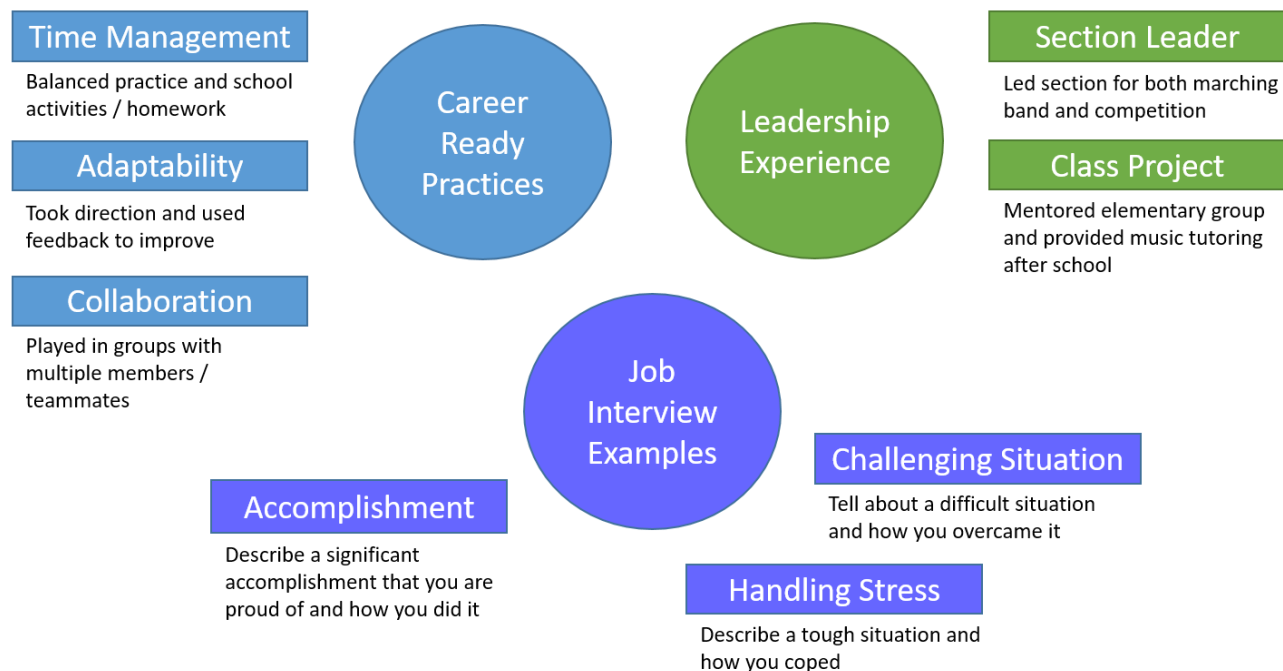 Time Management
Balanced practice and school
activities / homework
Adaptability
Took direction and used
feedback to improve
Collaboration
Played in groups with
multiple members /
teammates
Career
Ready
Practices
Leadership
Experience
Section Leader
Led section for both marching
band and competition
Class Project
Mentored elementary group
and provided music tutoring
after school
Job
Interview
Examples
Accomplishment
Describe a significant
accomplishment that you are
proud of and how you did it
Challenging Situation
Tell about a difficult situation
and how you overcame it
Handling Stress
Describe a tough situation and
how you coped